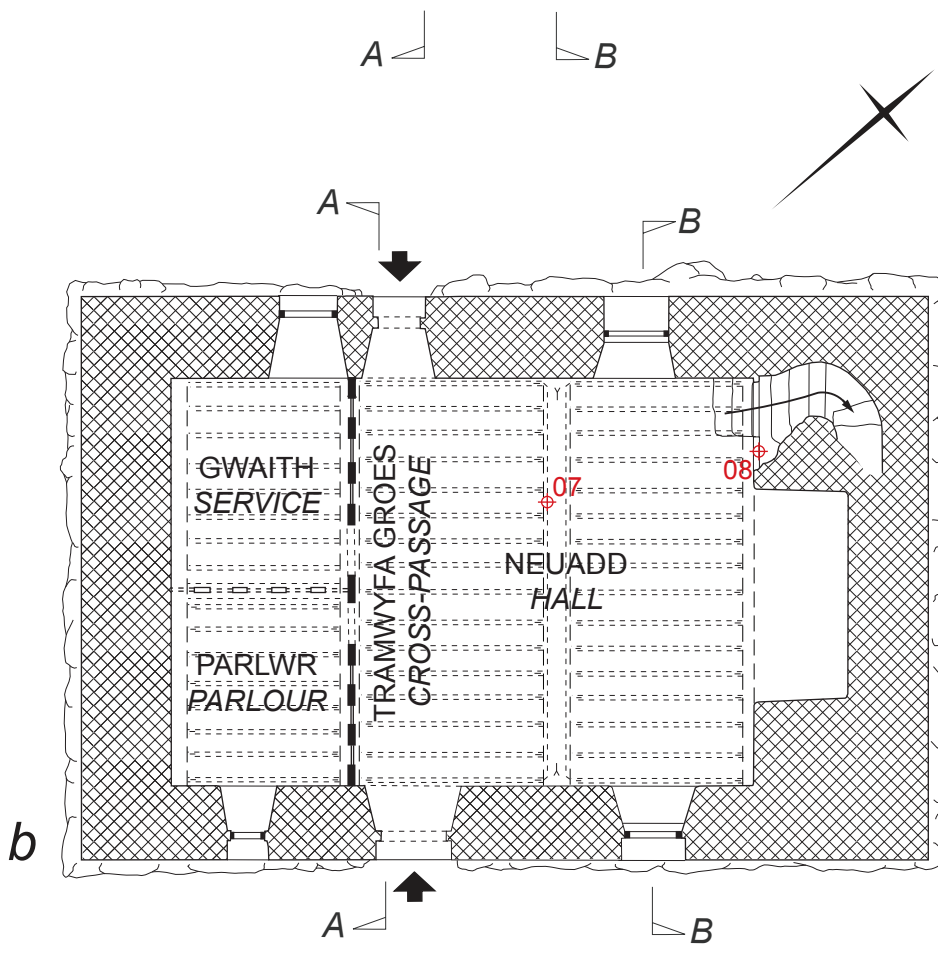 A
B
A
B
GWAITH
SERVICE
TRAMWYFA GROES
CROSS-PASSAGE
08
07
NEUADD
HALL
PARLWR
PARLOUR
b
A
B